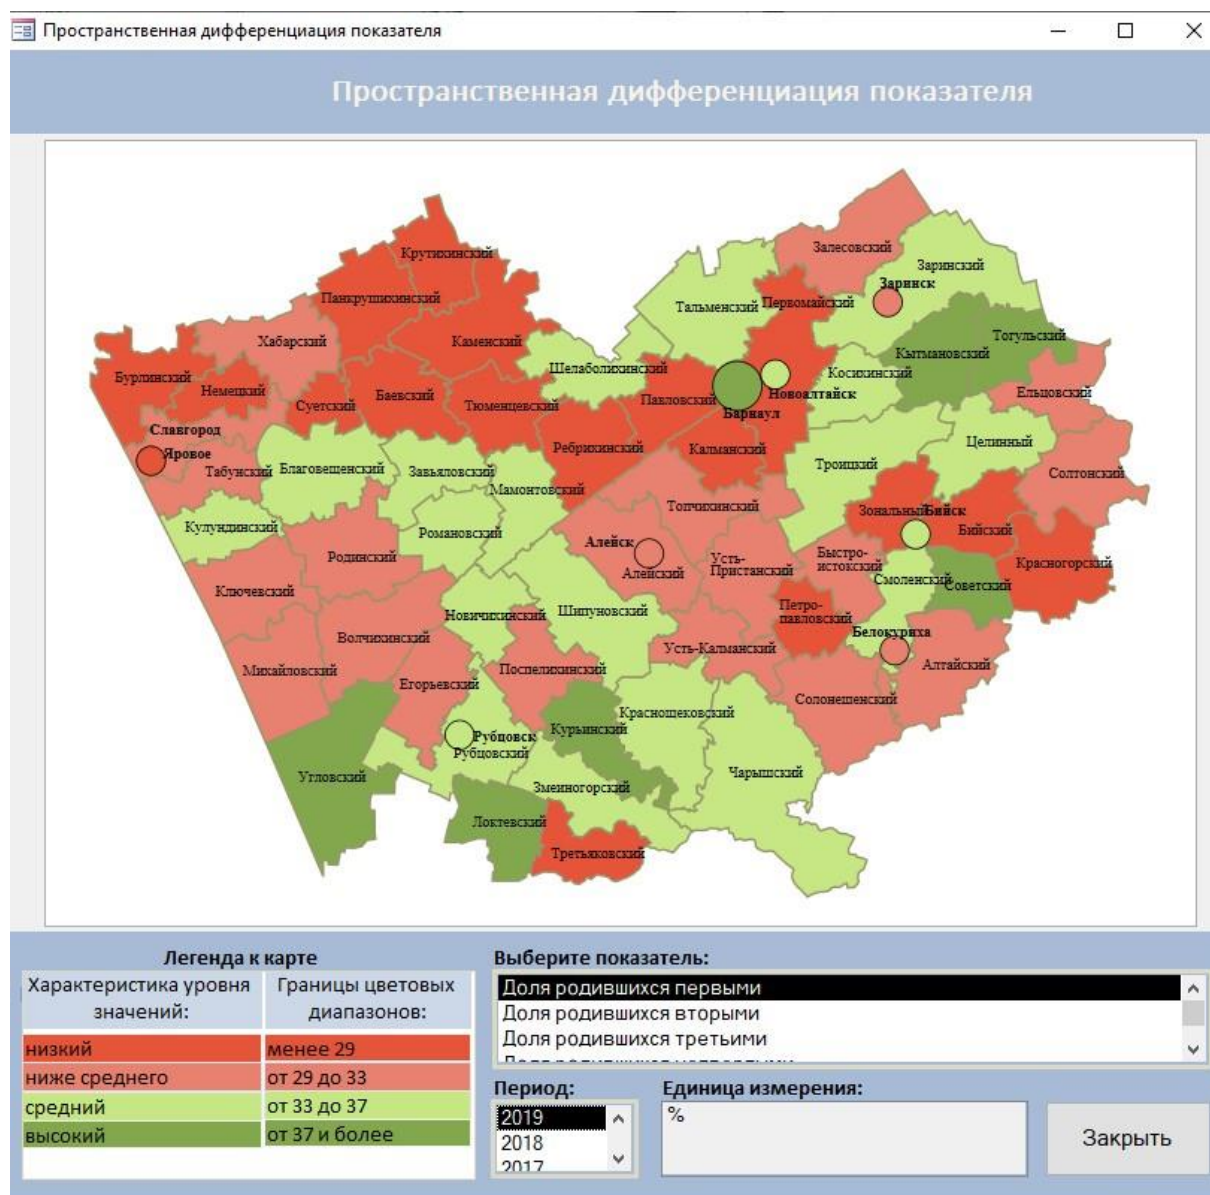 Пространственная дифференциация показателя
Пространственная дифференциация показателя
Залесовский
Крутихинский
Заринский
Заринск
Панкрушихинский
Тальменский
Первомайский
Хабарский
Каменский
Тогульский
Кытмановский
Шелаболихинский
Косихинский
Бурлинский
Немецкий
Баевский
Ельцовский
Суетский
Тюменцевский
Павловский
Новоалтайск
Барнаул
Славгород
Целинный
Яровое
Ребрихинский
Калманский
Табунский
Благовещенский
Завьяловский
Троицкий
Солтонский
Мамонтовский
Топчихинский
Зональный
Бийск
Кулундинский
Романовский
Бийский
Алейск
Родинский
Усть-
Пристанский
Быстро-
истокский
Красногорский
Алейский
Смоленский
Советский
Ключевский
Новичихинский
Шипуновский
Петро-
павловский
Волчихинский
Белокуриха
Усть-Калманский
Михайловский
Поспелихинский
Алтайский
Егорьевский
Солонешенский
Краснощековский
Курьинский
Рубцовск
Рубцовский
Угловский
Чарышский
Змеиногорский
Локтевский
Третьяковский
Легенда к карте
Характеристика уровня
значений:
Границы цветовых
диапазонов:
низкий
менее 29
ниже среднего
от 29 до 33
средний
от 33 до 37
высокий
от 37 и более
Выберите показатель:
Доля родившихся первыми
Доля родившихся вторыми
Доля родившихся третьими
Период:
2019
2018
2017
Единица измерения:
%
Закрыть